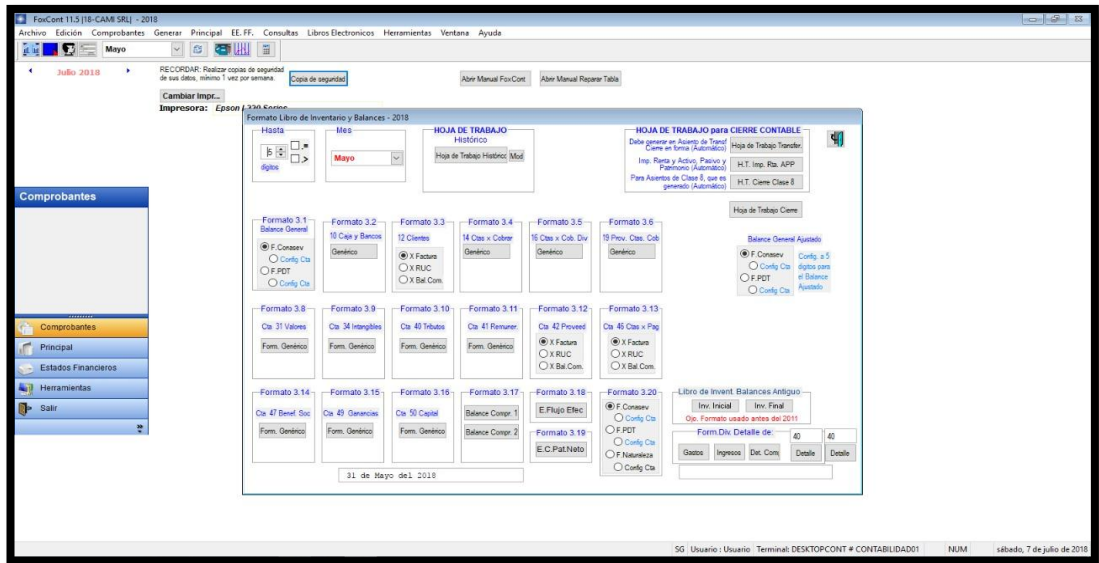 FoxCont 11.5 |18-CAMI SRL| - 2018
Archivo Edición Comprobantes Generar Principal EE. FF. Consultas Libros Electronicos Herramientas Ventana Ayuda
Mayo
Julio 2018
RECORDAR: Realizar copias de seguridad
de sus datos, mínimo 1 vez por semana.
Copia de seguridad
Abrir Manual FoxCont
Abrir Manual Reparar Tabla
Cambiar Impr...
Impresora: Epson L220 Series
Formato Libro de Inventario y Balances - 2018
Hasta
5
.=
.>
digitos
Mes
Mayo
HOJA DE TRABAJO
Histórico
Hoja de Trabajo Histórico Mod
HOJA DE TRABAJO para CIERRE CONTABLE
Debe generar en Asiento de Transf
Cierre en forma (Automático)
Hoja de Trabajo Transfer.
Imp. Renta y Activo, Pasivo y
Patrimonio (Automático)
H.T. Imp. Rta. APP
Para Asientos de Clase 8, que es
generado (Automático)
H.T. Cierre Clase 8
Hoja de Trabajo Cierre
Comprobantes
Formato 3.1
Balance General
F.Conasev
Config Cta
F.PDT
Config Cta
Formato 3.2
10 Caja y Bancos
Genérico
Formato 3.3
12 Clientes
X Factura
X RUC
X Bal.Com.
Formato 3.4
14 Ctas x Cobrar
Genérico
Formato 3.5
16 Ctas x Cob. Div
Genérico
Formato 3.6
19 Prov. Ctas. Cob
Genérico
Balance General Ajustado
F.Conasev
Config Cta
F.PDT
Config Cta
Config. a 5
digitos para
el Balance
Ajustado
Formato 3.8
Cta 31 Valores
Form. Genérico
Formato 3.9
Cta 34 Intangibles
Form. Genérico
Formato 3.10
Cta 40 Tributos
Form. Genérico
Formato 3.11
Cta 41 Remuner.
Form. Genérico
Formato 3.12
Cta 42 Proveed
X Factura
X RUC
X Bal.Com.
Formato 3.13
Cta 46 Ctas x Pag
X Factura
X RUC
X Bal.Com.
Comprobantes
Principal
Estados Financieros
Herramientas
Salir
Formato 3.14
Cta 47 Benef. Soc
Form. Genérico
Formato 3.15
Cta 49 Ganancias
Form. Genérico
Formato 3.16
Cta 50 Capital
Form. Genérico
Formato 3.17
Balance Compr. 1
Balance Compr. 2
Formato 3.18
E.Flujo Efec
Formato 3.19
E.C.Pat.Neto
Formato 3.20
F.Conasev
Config Cta
F.PDT
Config Cta
F.Naturaleza
Config Cta
Libro de Invent. Balances Antiguo
Inv. Inicial
Inv. Final
Ojo. Formato usado antes del 2011
Form.Div. Detalle de:
40
40
Gastos
Ingresos
Det. Com
Detalle
Detalle
31 de Mayo del 2018
SG Usuario : Usuario Terminal: DESKTOPCONT # CONTABILIDAD01
NUM
sábado, 7 de julio de 2018